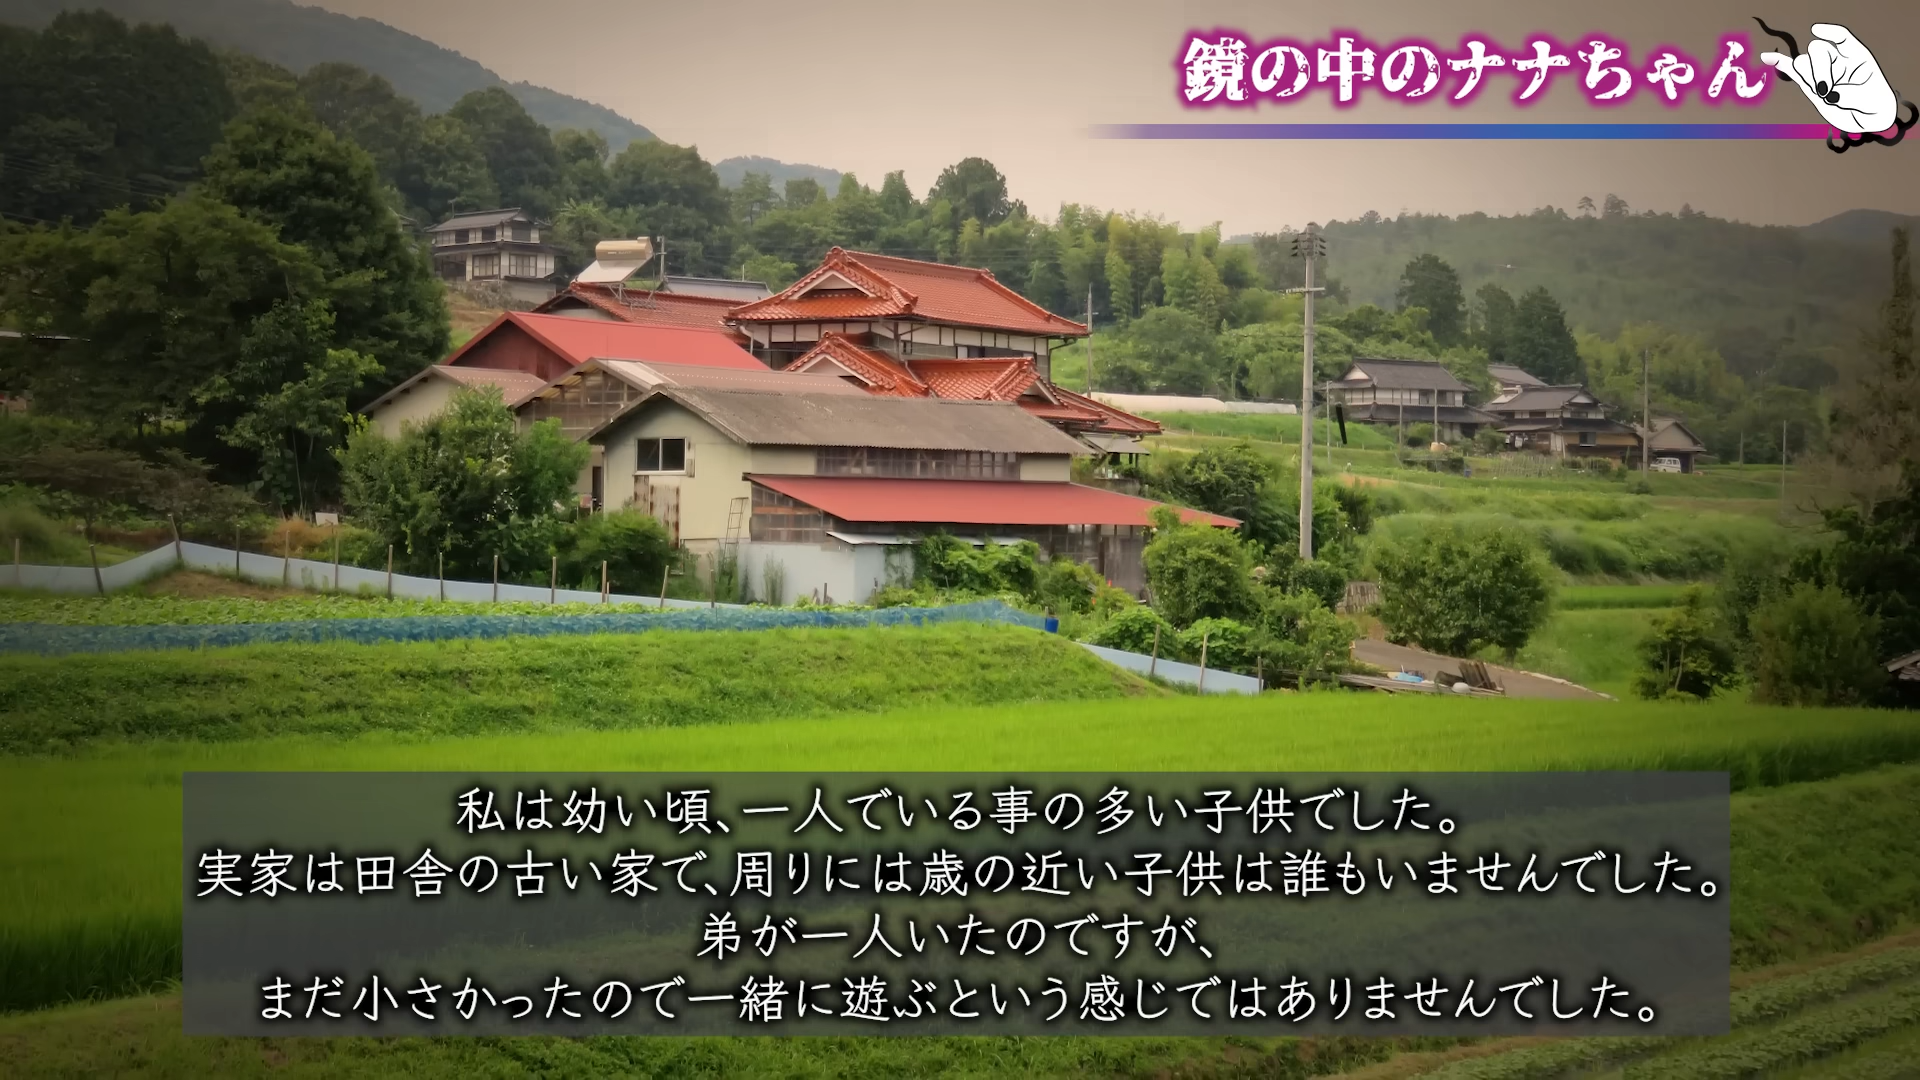 鏡の中のナナちゃん
私は幼い頃、一人でいる事の多い子供でした。
実家は田舎の古い家で、周りには歳の近い子供は誰もいませんでした。
弟が一人いたのですが、
まだ小さかったので一緒に遊ぶという感じではありませんでした。